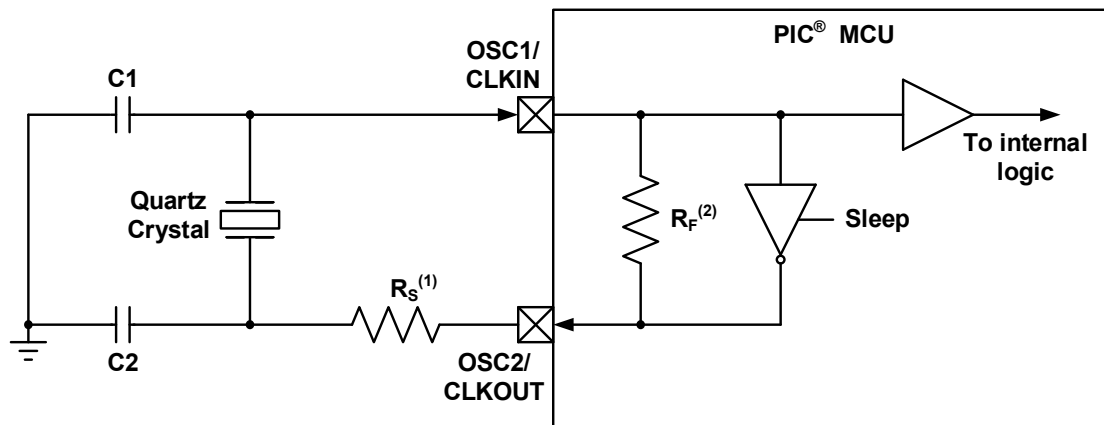 PIC® MCU
OSC1/
CLKIN
C1
To internal
logic
Quartz
Crystal
RF(2)
Sleep
RS(1)
C2
OSC2/
CLKOUT